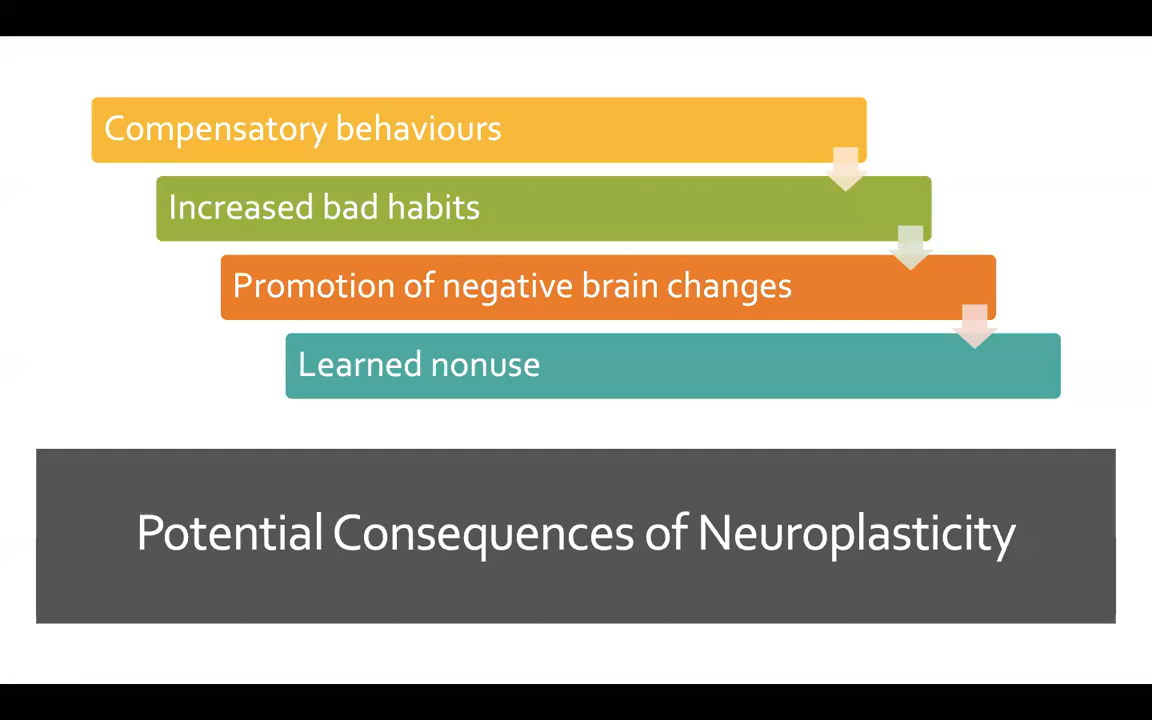 Compensatory behaviours
Increased bad habits
Promotion of negative brain changes
Learned nonuse
Potential Consequences of Neuroplasticity